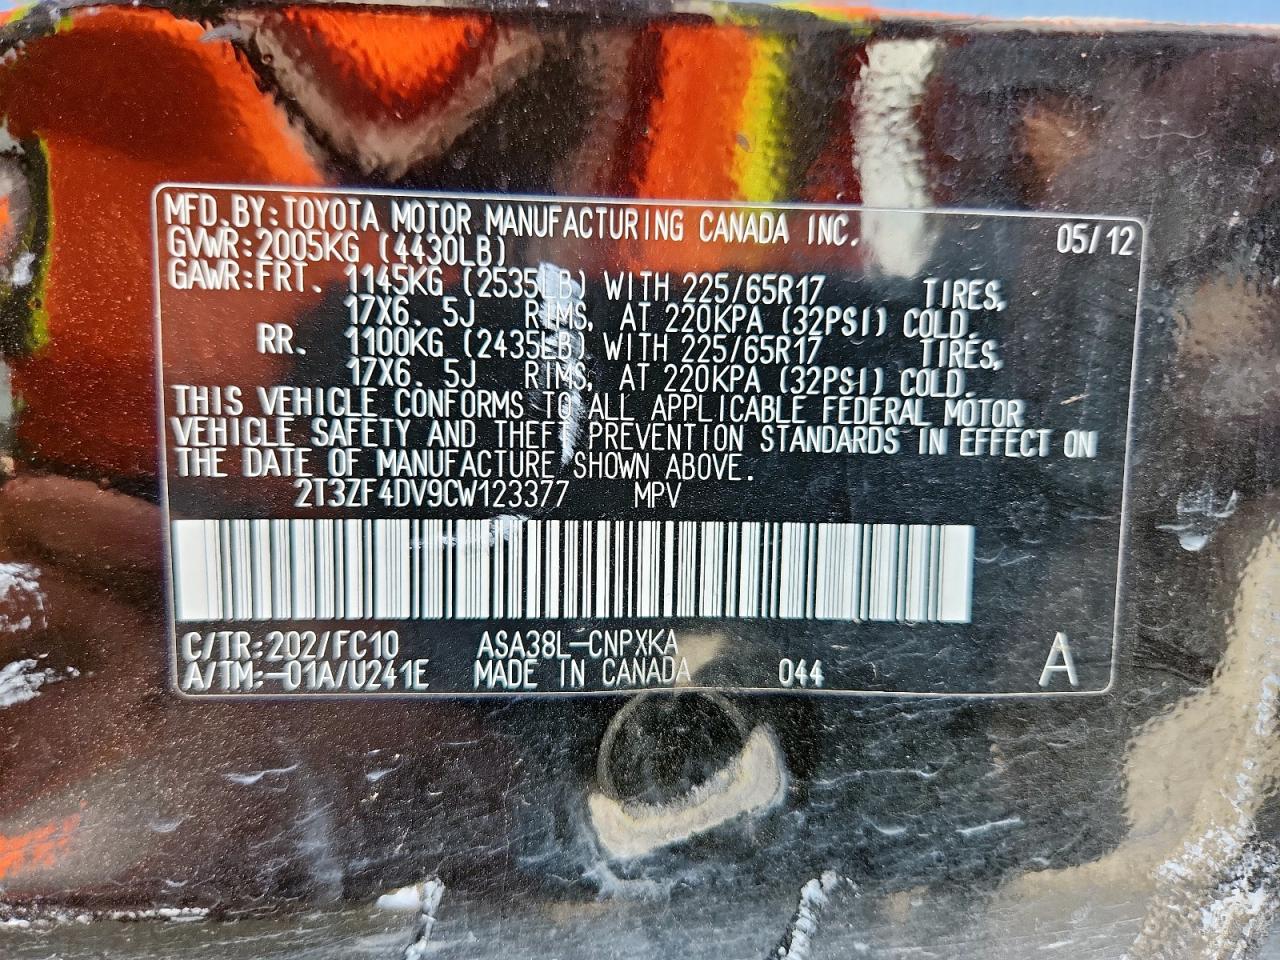 MFD.BY:TOYOTA MOTOR MANUFACTURING CANADA INC. 05/12
GVWR:2005KG (4430LB)
GAWR:FRT. 1145KG (2535LB) WITH 225/65R17 TIRES,
17X6.5J RIMS, AT 220KPA (32PSI) COLD.
RR. 1100KG (2435LB) WITH 225/65R17 TIRES,
17X6.5J RIMS, AT 220KPA (32PSI) COLD.
THIS VEHICLE CONFORMS TO ALL APPLICABLE FEDERAL MOTOR
VEHICLE SAFETY AND THEFT PREVENTION STANDARDS IN EFFECT ON
THE DATE OF MANUFACTURE SHOWN ABOVE.
2T3ZF4DV9CW123377 MPV
C/TR:202/FC10 ASA38L-CNPXKA
A/TM:-01A/U241E MADE IN CANADA 044 A